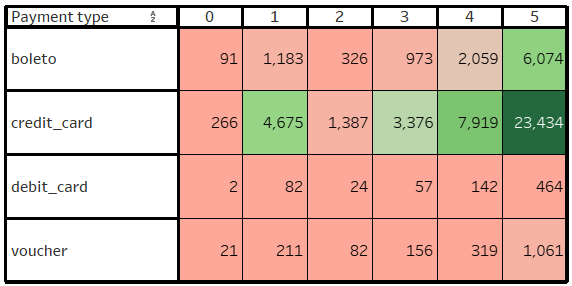 Payment type AZ 0 1 2 3 4 5
boleto 91 1,183 326 973 2,059 6,074
credit_card 266 4,675 1,387 3,376 7,919 23,434
debit_card 2 82 24 57 142 464
voucher 21 211 82 156 319 1,061